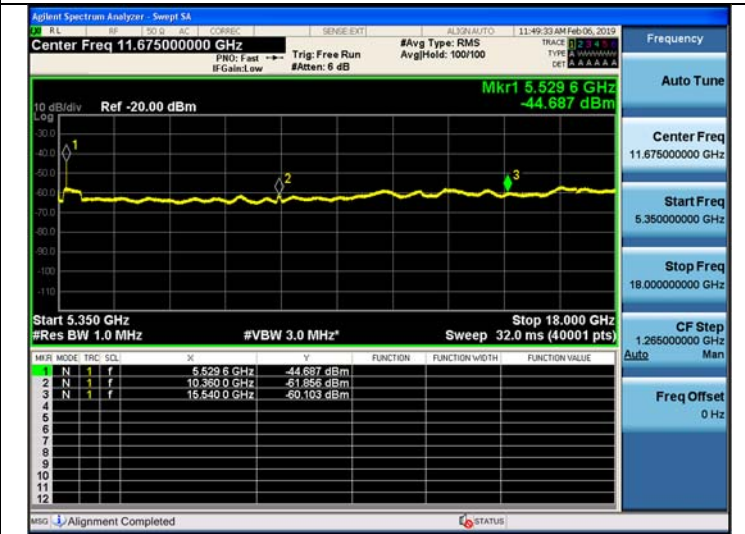 Agilent Spectrum Analyzer - Swept SA
RL RF 50 Ω AC CORREC SENSE:EXT ALIGNAUTO 11:49:33 AM Feb 06, 2019
Center Freq 11.675000000 GHz #Avg Type: RMS TRACE 1 2 3 4 5 6
PNO: Fast Trig: Free Run Avg|Hold: 100/100 TYPE A WWWWW
IFGain:Low #Atten: 6 dB DET A A A A A A
Mkr1 5.529 6 GHz
10 dB/div Ref -20.00 dBm -44.687 dBm
Log
-30.0
-40.0
-50.0
-60.0
-70.0
-80.0
-90.0
-100
-110
1
2
3
Start 5.350 GHz Stop 18.000 GHz
#Res BW 1.0 MHz #VBW 3.0 MHz* Sweep 32.0 ms (40001 pts)
MKR MODE TRC SCL X Y FUNCTION FUNCTION WIDTH FUNCTION VALUE
1 N 1 f 5.529 6 GHz -44.687 dBm
2 N 1 f 10.360 0 GHz -61.856 dBm
3 N 1 f 15.540 0 GHz -60.103 dBm
4
5
6
7
8
9
10
11
12
MSG Alignment Completed STATUS
Frequency
Auto Tune
Center Freq
11.675000000 GHz
Start Freq
5.350000000 GHz
Stop Freq
18.000000000 GHz
CF Step
1.265000000 GHz
Auto Man
Freq Offset
0 Hz